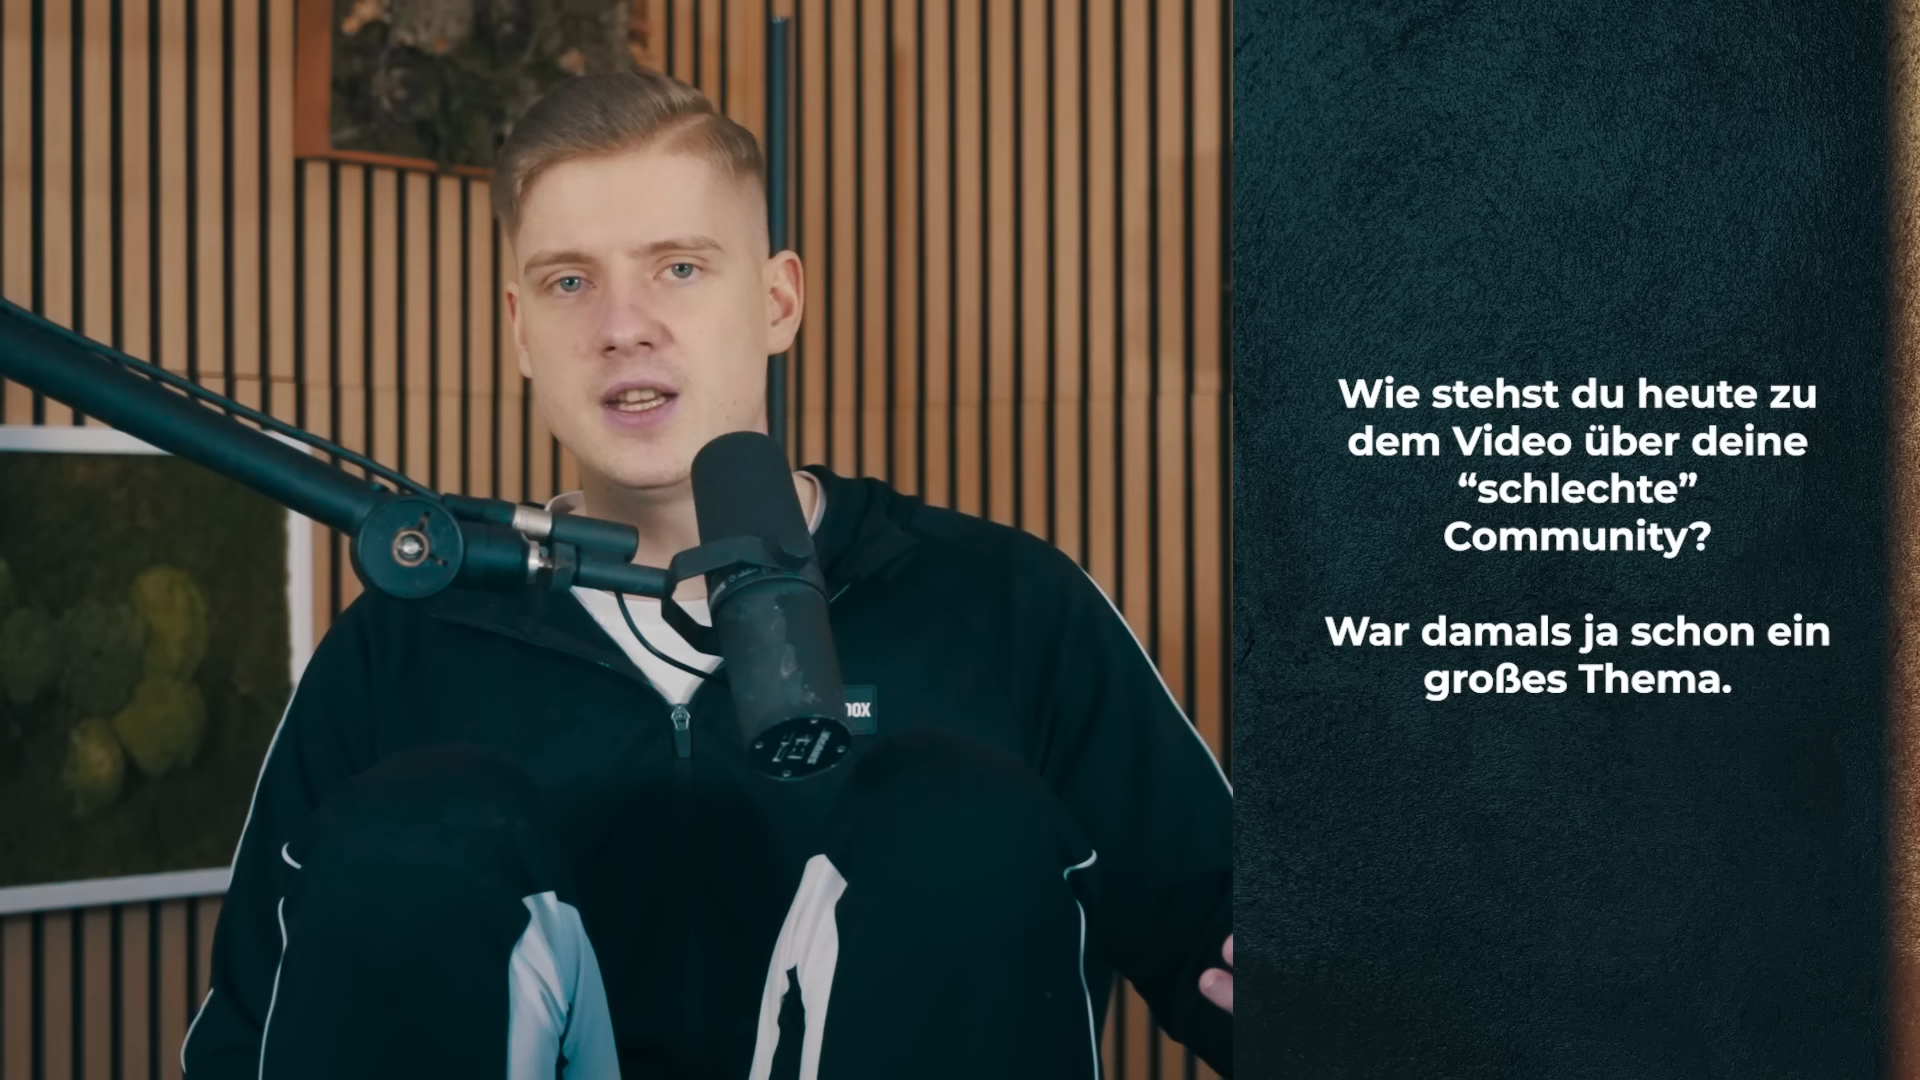 Wie stehst du heute zu
dem Video über deine
“schlechte”
Community?
War damals ja schon ein
großes Thema.